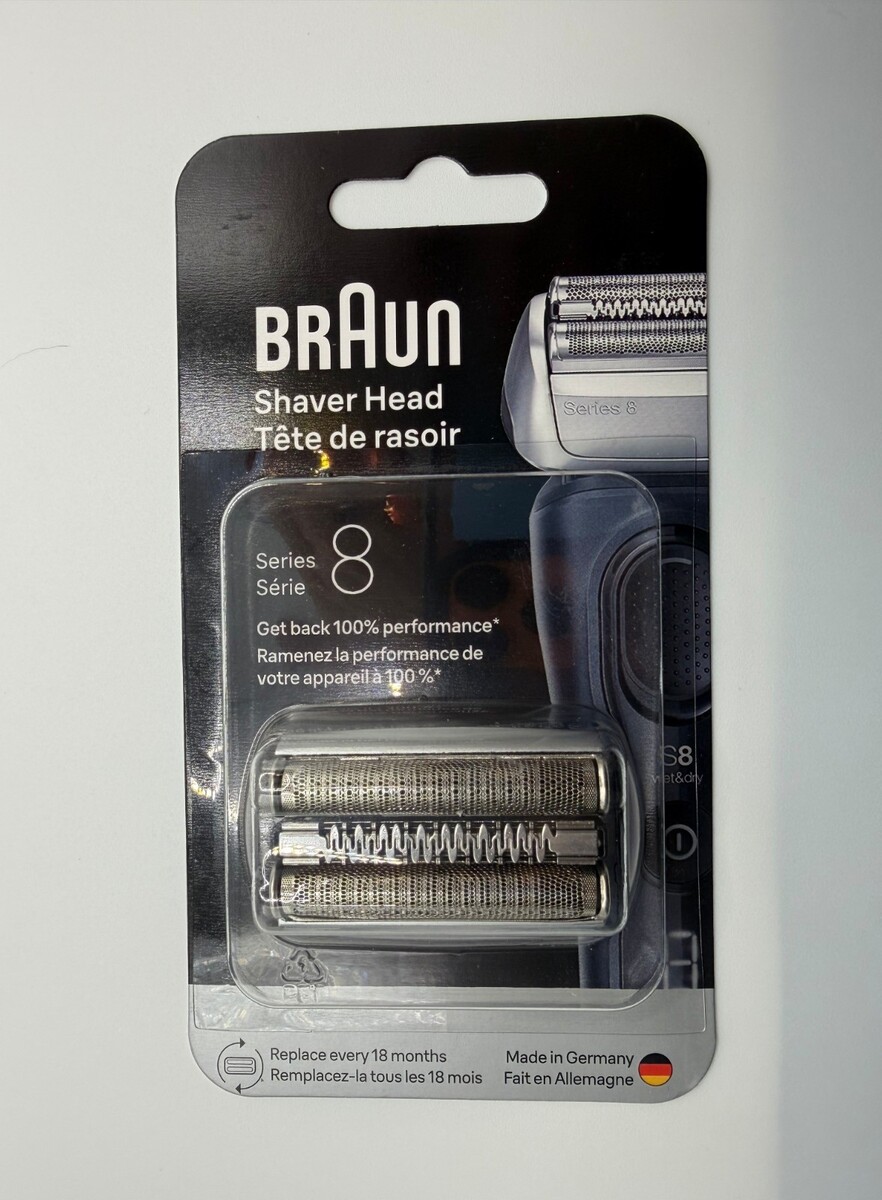 BRAUN
Shaver Head
Tête de rasoir
Series 8
Series 8
Série
Get back 100% performance*
Ramenez la performance de
votre appareil à 100 %*
S8
wet&dry
Replace every 18 months
Remplacez-la tous les 18 mois
Made in Germany
Fait en Allemagne